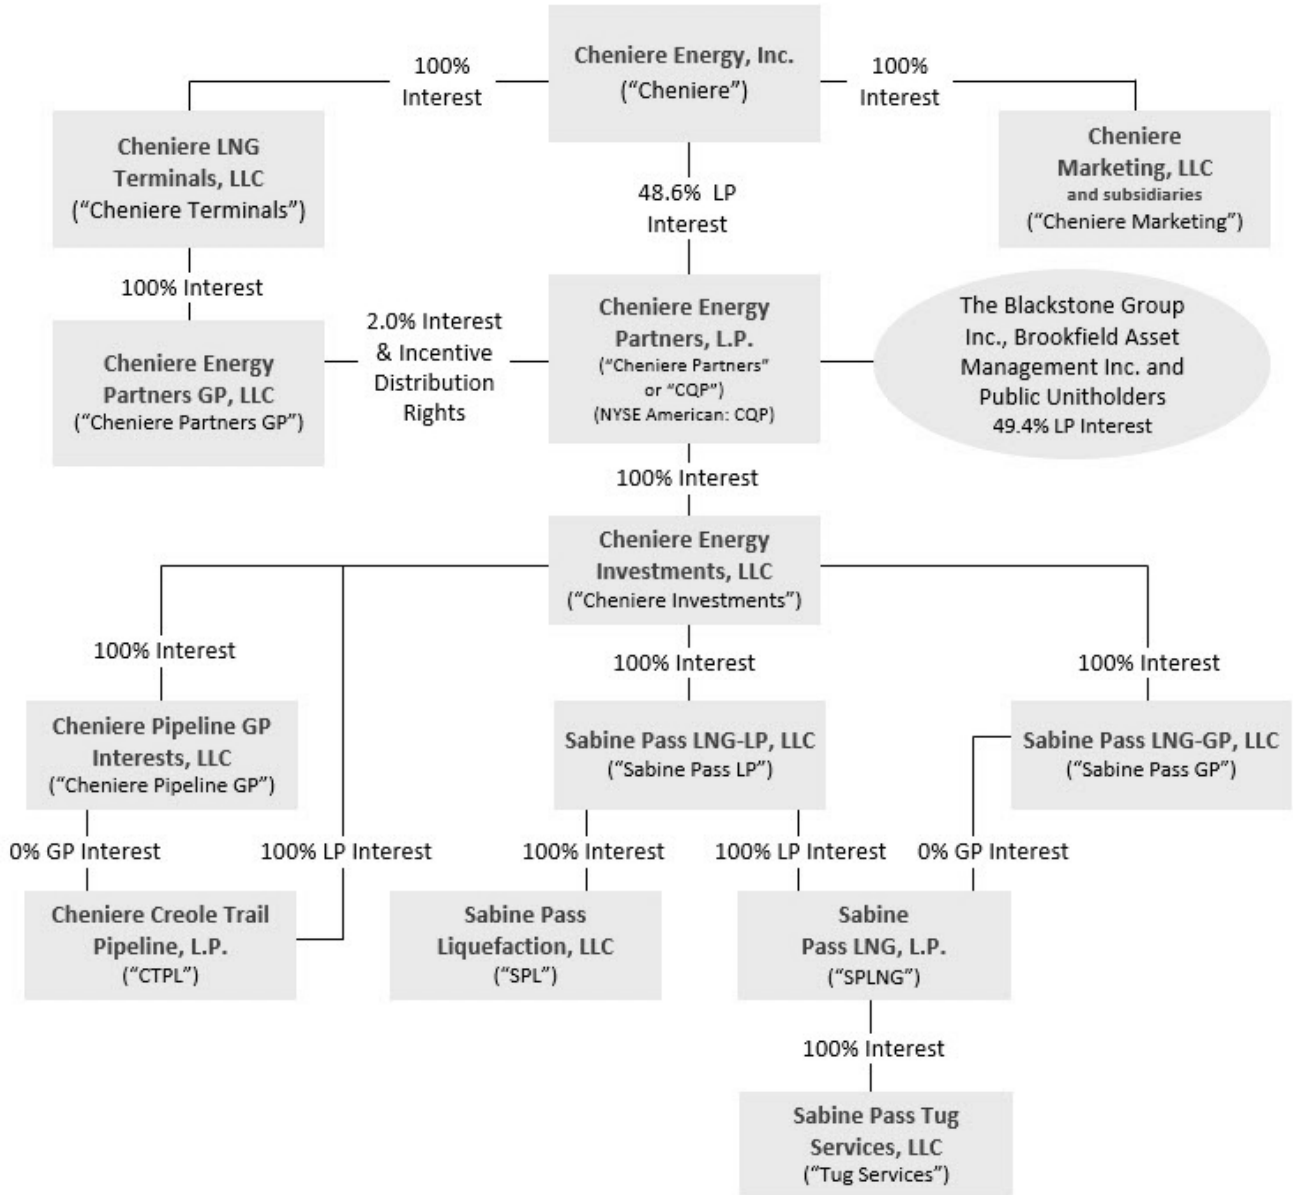 Cheniere Energy, Inc.
(“Cheniere”)
100%
Interest
100%
Interest
Cheniere LNG
Terminals, LLC
(“Cheniere Terminals”)
48.6% LP
Interest
Cheniere
Marketing, LLC
and subsidiaries
(“Cheniere Marketing”)
100% Interest
Cheniere Energy
Partners GP, LLC
(“Cheniere Partners GP”)
2.0% Interest
& Incentive
Distribution
Rights
Cheniere Energy
Partners, L.P.
(“Cheniere Partners”
or “CQP”)
(NYSE American: CQP)
The Blackstone Group
Inc., Brookfield Asset
Management Inc. and
Public Unitholders
49.4% LP Interest
100% Interest
Cheniere Energy
Investments, LLC
(“Cheniere Investments”)
100% Interest
100% Interest
100% Interest
Cheniere Pipeline GP
Interests, LLC
(“Cheniere Pipeline GP”)
Sabine Pass LNG-LP, LLC
(“Sabine Pass LP”)
Sabine Pass LNG-GP, LLC
(“Sabine Pass GP”)
0% GP Interest
100% LP Interest
100% Interest
100% LP Interest
0% GP Interest
Cheniere Creole Trail
Pipeline, L.P.
(“CTPL”)
Sabine Pass
Liquefaction, LLC
(“SPL”)
Sabine
Pass LNG, L.P.
(“SPLNG”)
100% Interest
Sabine Pass Tug
Services, LLC
(“Tug Services”)